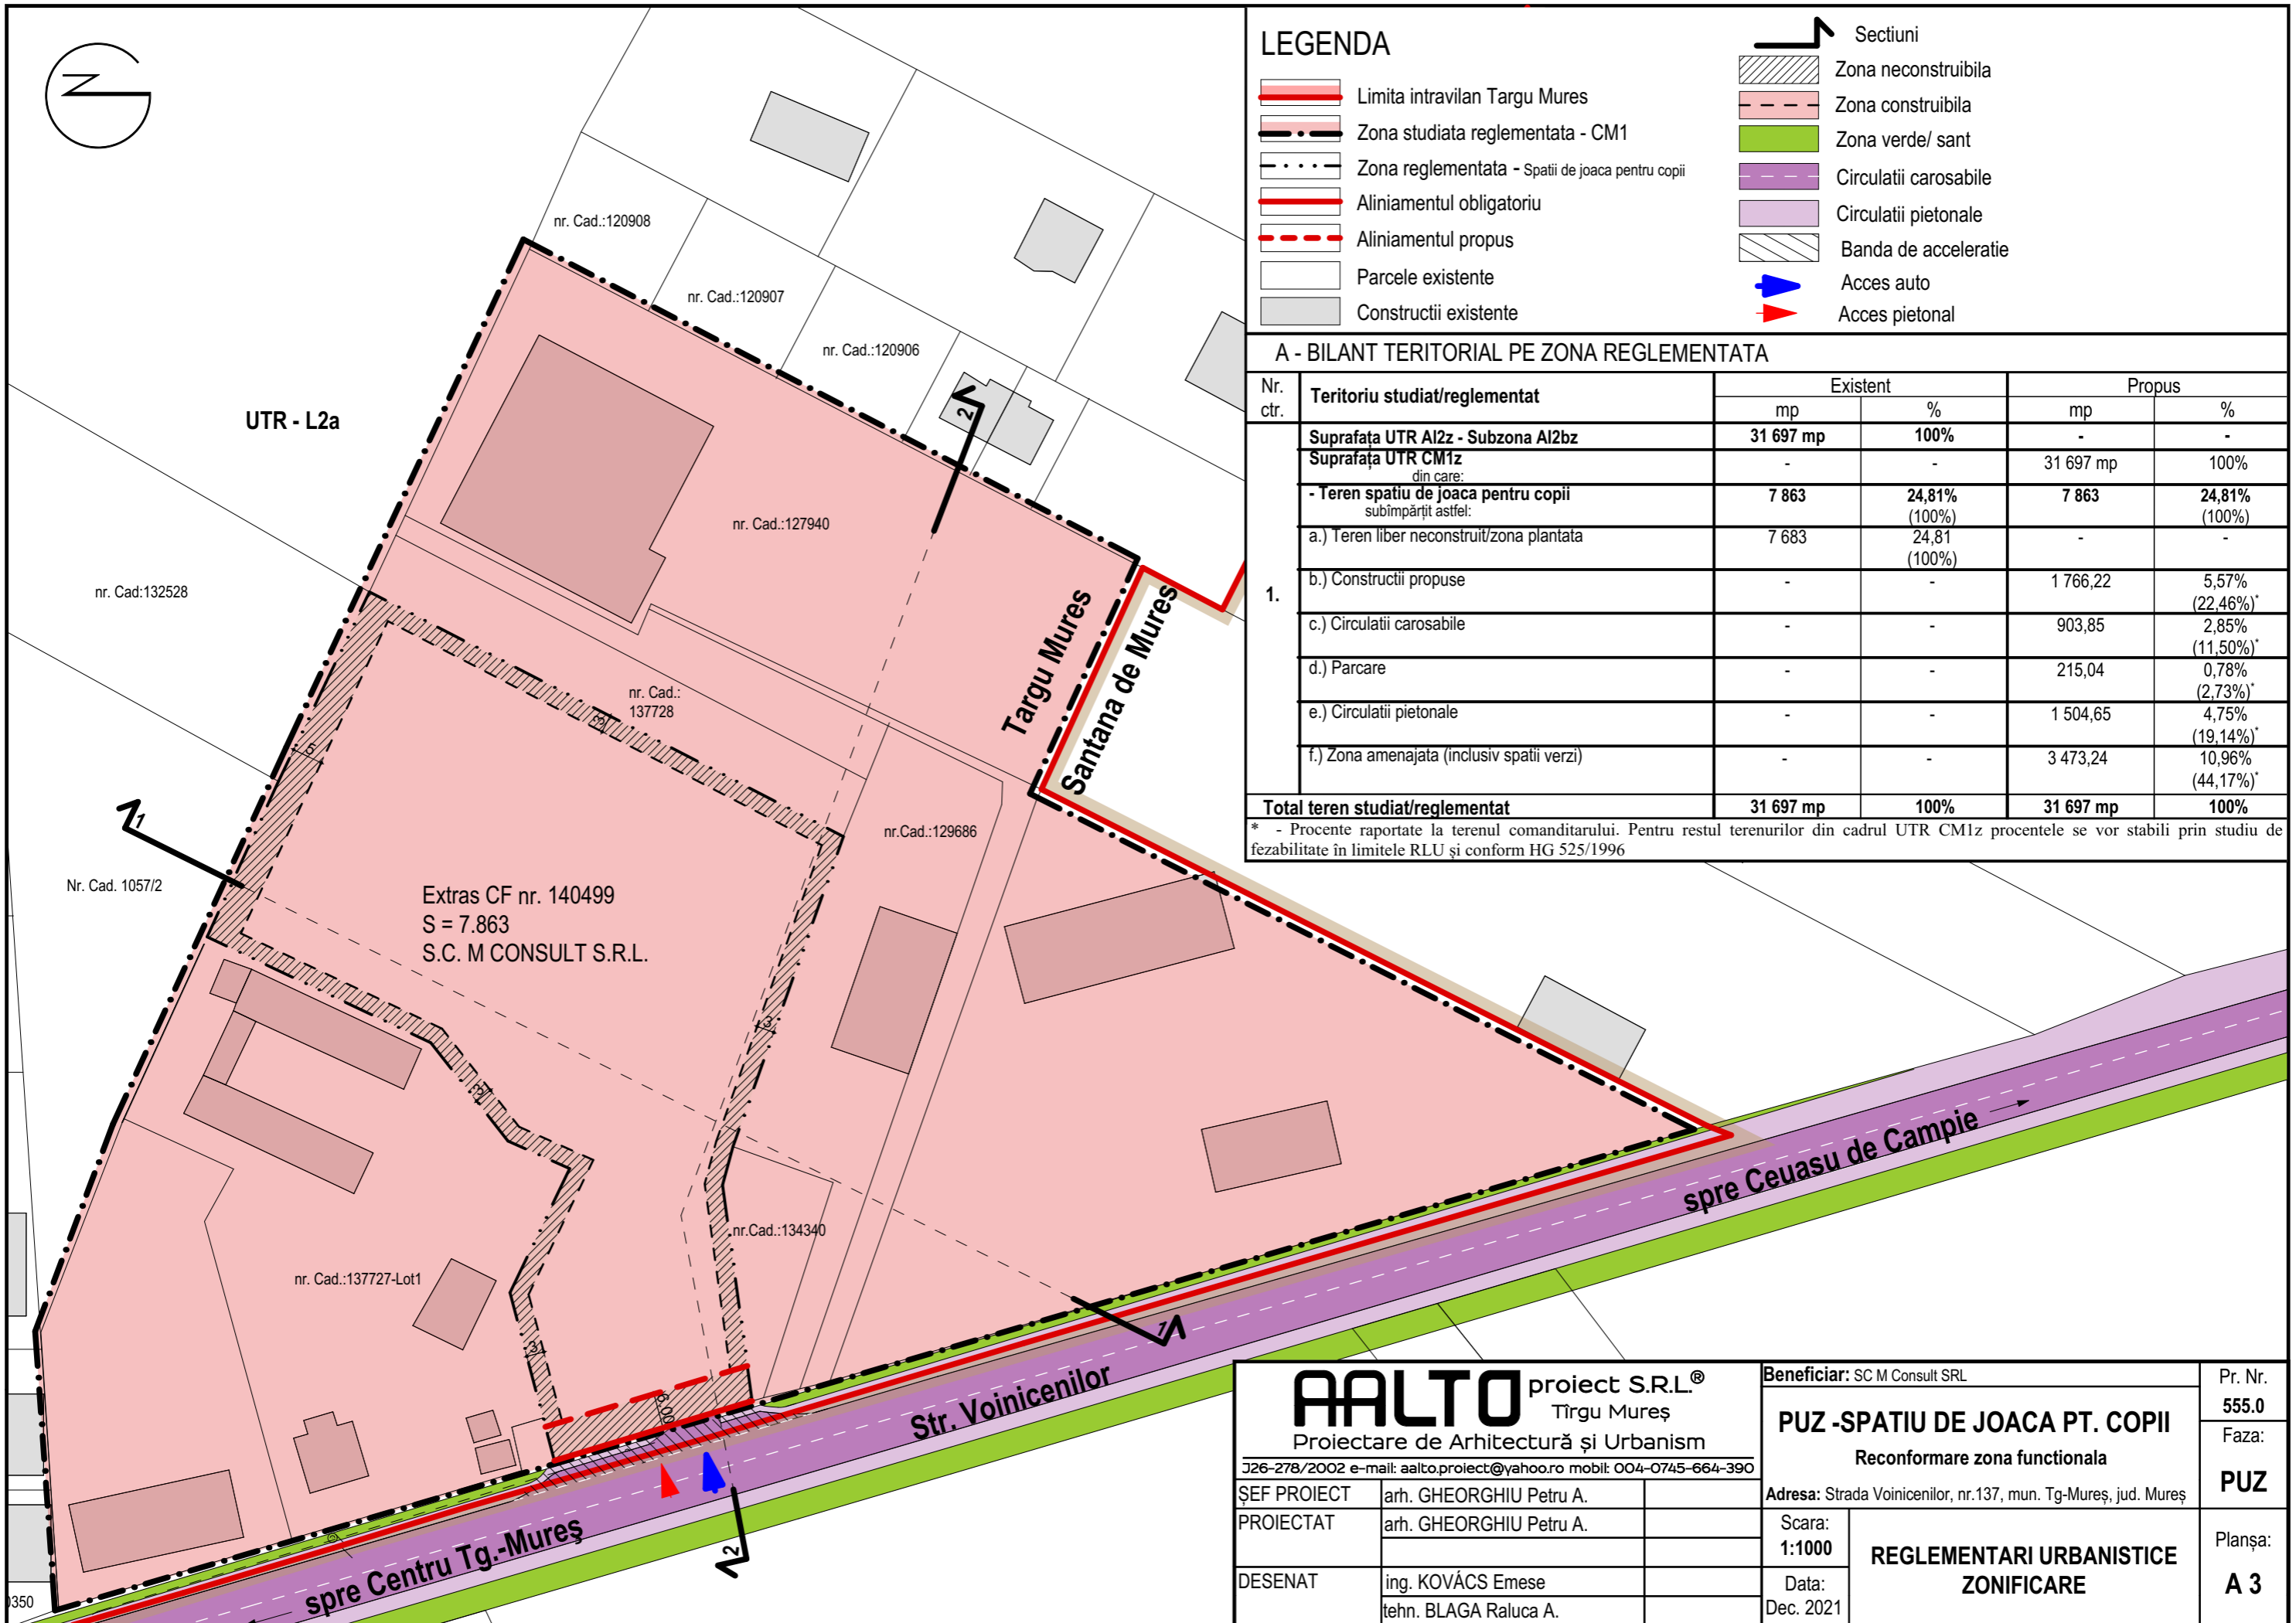 LEGENDA
Limita intravilan Targu Mures
Zona studiata reglementata - CM1
Zona reglementata - Spatii de joaca pentru copii
Aliniamentul obligatoriu
Aliniamentul propus
Parcele existente
Constructii existente
Sectiuni
Zona neconstruibila
Zona construibila
Zona verde/ sant
Circulatii carosabile
Circulatii pietonale
Banda de acceleratie
Acces auto
Acces pietonal
A - BILANT TERITORIAL PE ZONA REGLEMENTATA
Nr. ctr. Teritoriu studiat/reglementat Existent Propus
mp % mp %
1.
Suprafața UTR AI2z - Subzona AI2bz 31 697 mp 100% - -
Suprafața UTR CM1z - - 31 697 mp 100%
din care:
- Teren spatiu de joaca pentru copii 7 863 24,81% 7 863 24,81%
subîmpărțit astfel: (100%) (100%)
a.) Teren liber neconstruit/zona plantata 7 683 24,81 - -
(100%)
b.) Constructii propuse - - 1 766,22 5,57%
(22,46%)*
c.) Circulatii carosabile - - 903,85 2,85%
(11,50%)*
d.) Parcare - - 215,04 0,78%
(2,73%)*
e.) Circulatii pietonale - - 1 504,65 4,75%
(19,14%)*
f.) Zona amenajata (inclusiv spatii verzi) - - 3 473,24 10,96%
(44,17%)*
Total teren studiat/reglementat 31 697 mp 100% 31 697 mp 100%
* - Procente raportate la terenul comanditarului. Pentru restul terenurilor din cadrul UTR CM1z procentele se vor stabili prin studiu de
fezabilitate în limitele RLU și conform HG 525/1996
UTR - L2a
nr. Cad.:120908
nr. Cad.:120907
nr. Cad.:120906
2
nr. Cad.:127940
nr. Cad:132528
nr. Cad.:
137728
Targu Mures
Santana de Mures
3
5
1
nr.Cad.:129686
Nr. Cad. 1057/2
Extras CF nr. 140499
S = 7.863
S.C. M CONSULT S.R.L.
3
3
nr.Cad.:134340
nr. Cad.:137727-Lot1
3
6,00
1
2
Str. Voinicenilor
spre Ceuasu de Campie
spre Centru Tg.-Mureș
0350
AALTO proiect S.R.L.®
Tîrgu Mureș
Proiectare de Arhitectură și Urbanism
J26-278/2002 e-mail: aalto.proiect@yahoo.ro mobil: 004-0745-664-390
ȘEF PROIECT arh. GHEORGHIU Petru A.
PROIECTAT arh. GHEORGHIU Petru A.
DESENAT ing. KOVÁCS Emese
tehn. BLAGA Raluca A.
Beneficiar: SC M Consult SRL
PUZ -SPATIU DE JOACA PT. COPII
Reconformare zona functionala
Adresa: Strada Voinicenilor, nr.137, mun. Tg-Mureș, jud. Mureș
Scara:
1:1000
Data:
Dec. 2021
REGLEMENTARI URBANISTICE
ZONIFICARE
Pr. Nr.
555.0
Faza:
PUZ
Planșa:
A 3